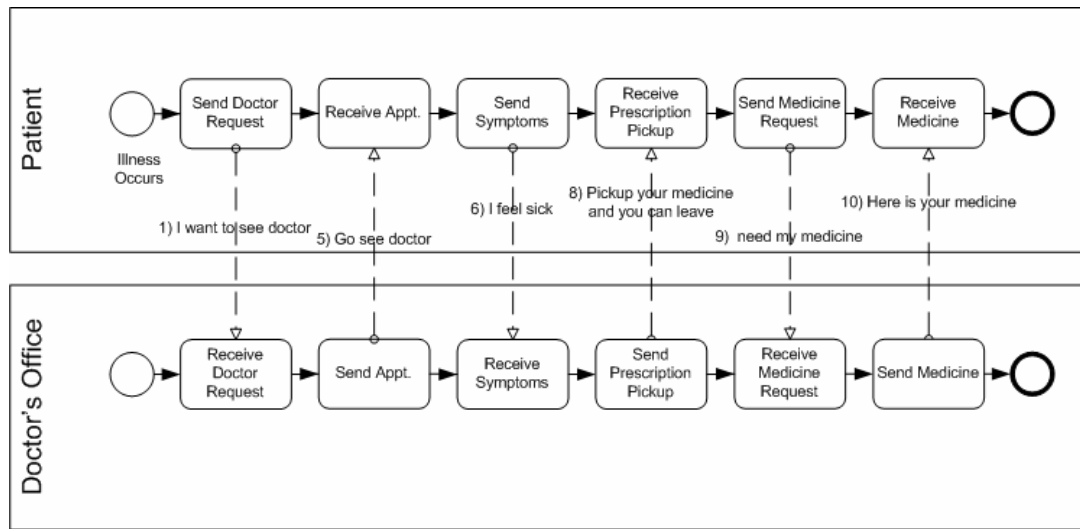 Patient
Illness
Occurs
Send Doctor
Request
Receive Appt.
Send
Symptoms
Receive
Prescription
Pickup
Send Medicine
Request
Receive
Medicine
1) I want to see doctor
5) Go see doctor
6) I feel sick
8) Pickup your medicine
and you can leave
9) need my medicine
10) Here is your medicine
Doctor's Office
Receive
Doctor
Request
Send Appt.
Receive
Symptoms
Send
Prescription
Pickup
Receive
Medicine
Request
Send Medicine